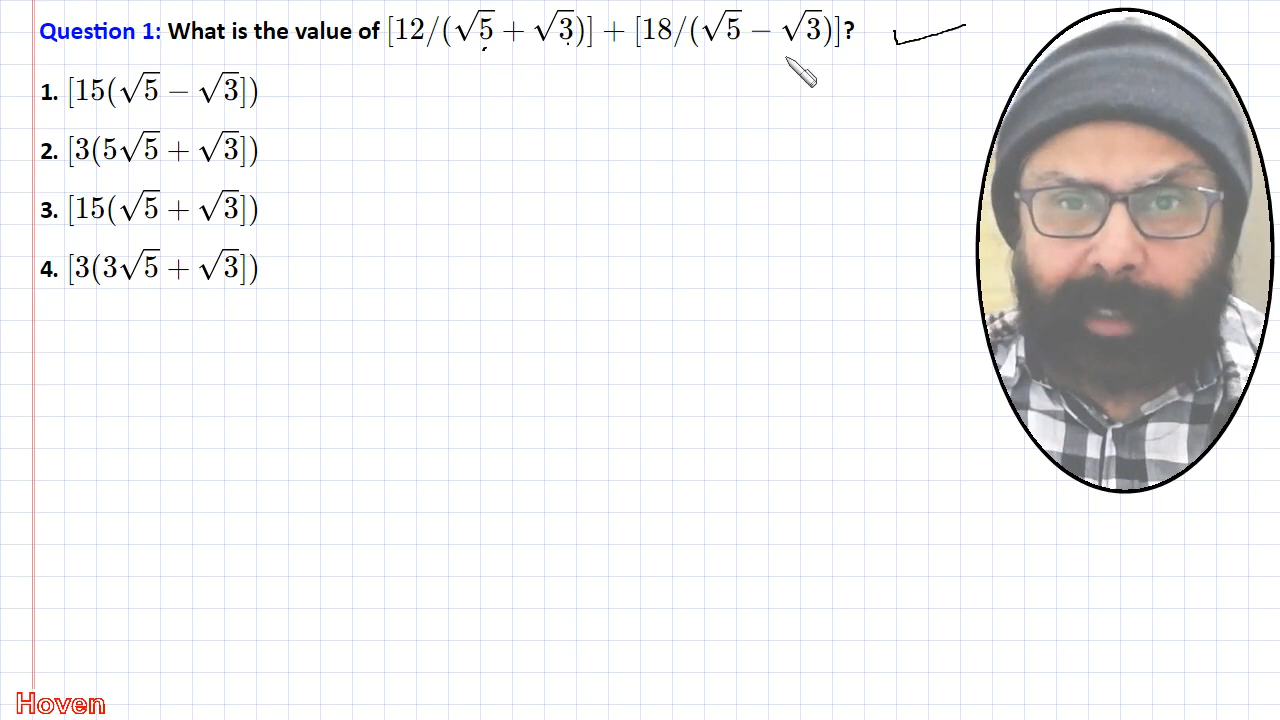 Question 1: What is the value of [12/(√5 + √3)] + [18/(√5 − √3)]?
1. [15(√5 − √3])
2. [3(5√5 + √3])
3. [15(√5 + √3])
4. [3(3√5 + √3])
Hoven